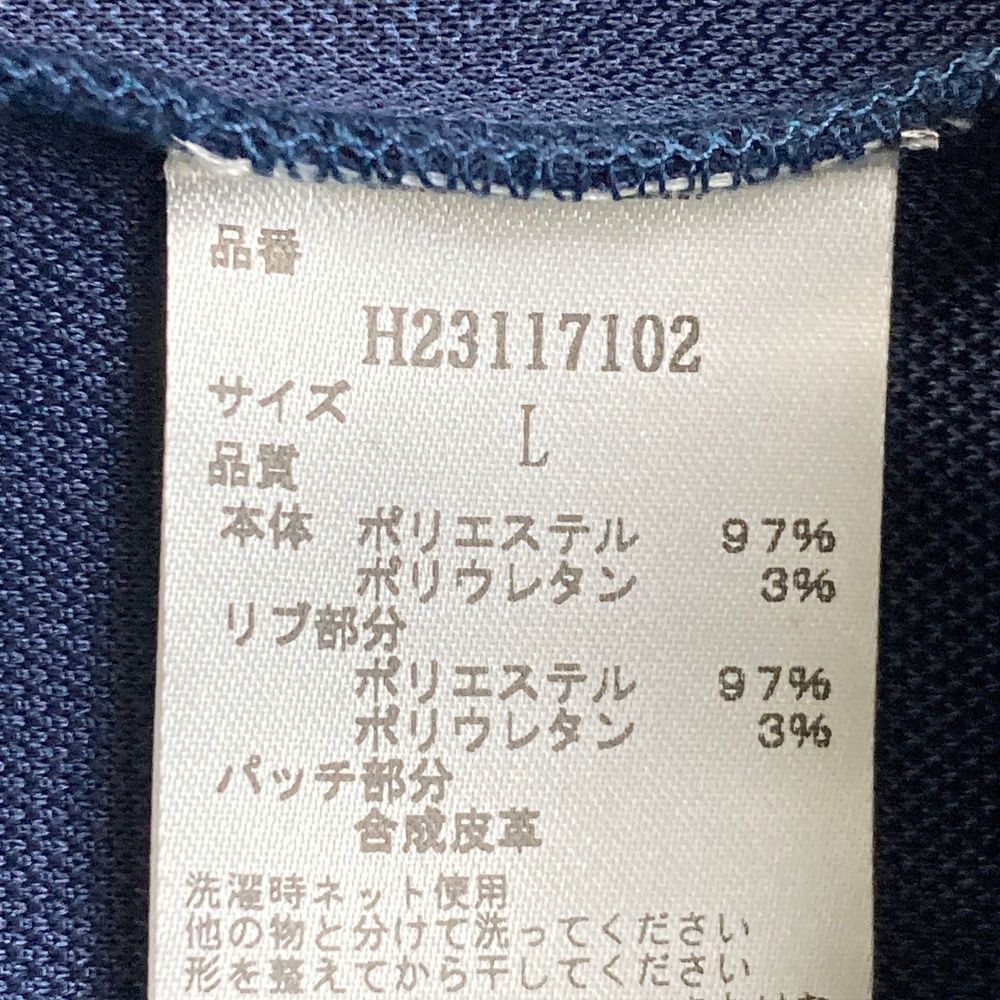 品番
H23117102
サイズ
L
品質
本体 ポリエステル 97%
ポリウレタン 3%
リブ部分
ポリエステル 97%
ポリウレタン 3%
パッチ部分
合成皮革
洗濯時ネット使用
他の物と分けて洗ってください
形を整えてから干してください